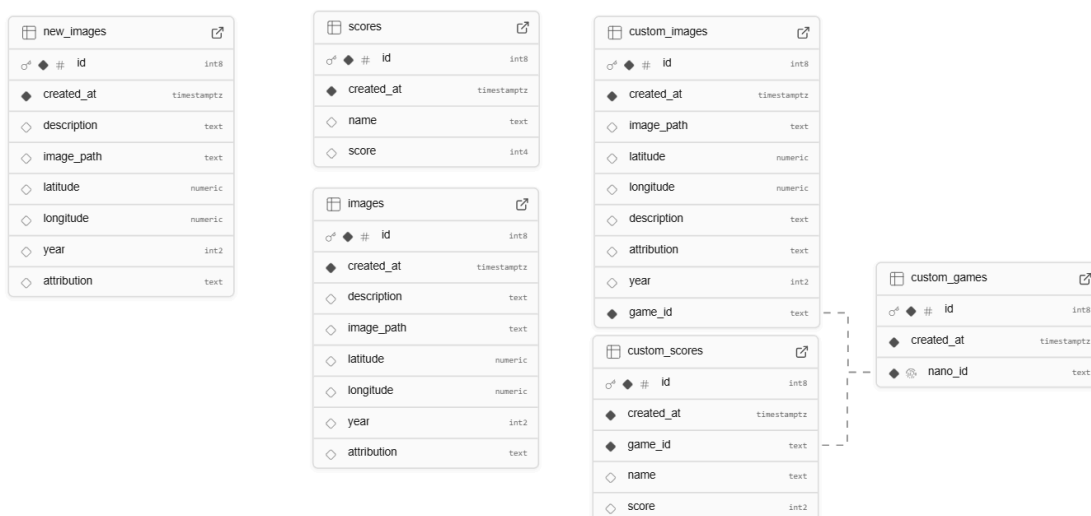 new_images
id int8
created_at timestamptz
description text
image_path text
latitude numeric
longitude numeric
year int2
attribution text
scores
id int8
created_at timestamptz
name text
score int4
images
id int8
created_at timestamptz
description text
image_path text
latitude numeric
longitude numeric
year int2
attribution text
custom_images
id int8
created_at timestamptz
image_path text
latitude numeric
longitude numeric
description text
attribution text
year int2
game_id text
custom_scores
id int8
created_at timestamptz
game_id text
name text
score int2
custom_games
id int8
created_at timestamptz
nano_id text